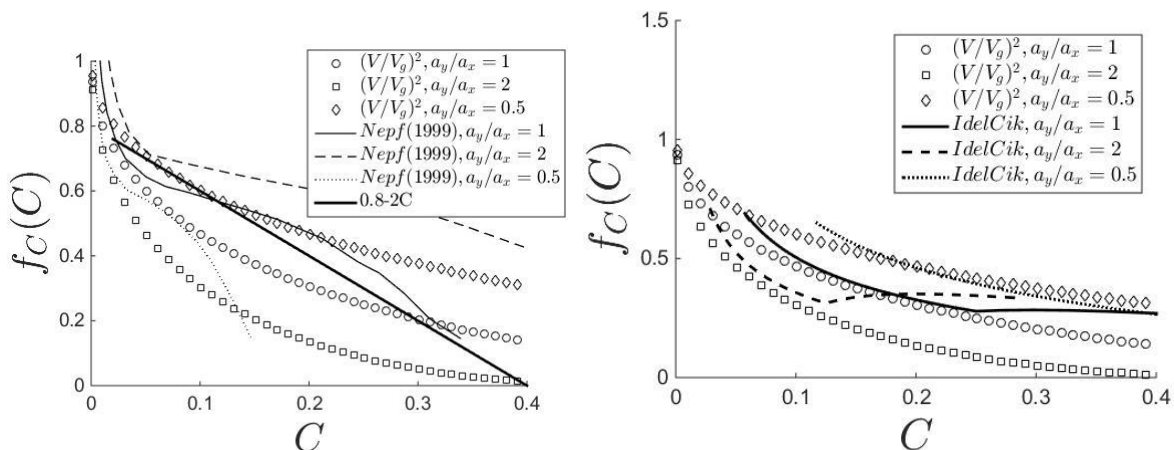 f_C(C)
1
0.8
0.6
0.4
0.2
0
0
0.1
0.2
0.3
0.4
C
(V/V_g)^2, a_y/a_x = 1
(V/V_g)^2, a_y/a_x = 2
(V/V_g)^2, a_y/a_x = 0.5
Nepf(1999), a_y/a_x = 1
Nepf(1999), a_y/a_x = 2
Nepf(1999), a_y/a_x = 0.5
0.8-2C
f_C(C)
1.5
1
0.5
0
0
0.1
0.2
0.3
0.4
C
(V/V_g)^2, a_y/a_x = 1
(V/V_g)^2, a_y/a_x = 2
(V/V_g)^2, a_y/a_x = 0.5
IdelCik, a_y/a_x = 1
IdelCik, a_y/a_x = 2
IdelCik, a_y/a_x = 0.5